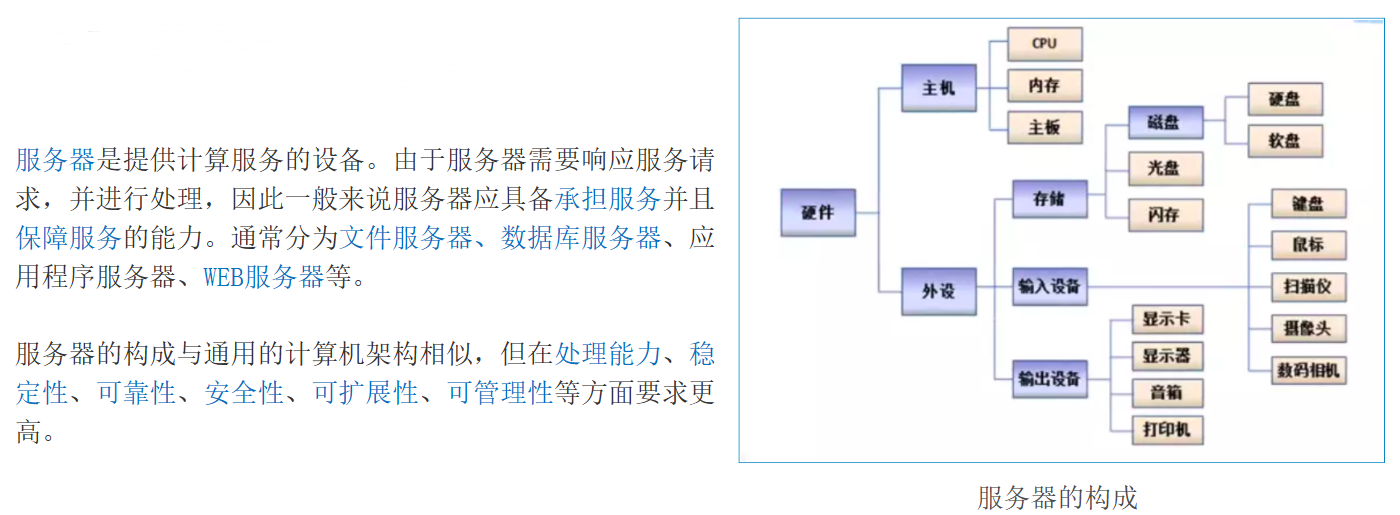 服务器是提供计算服务的设备。由于服务器需要响应服务请
求，并进行处理，因此一般来说服务器应具备承担服务并且
保障服务的能力。通常分为文件服务器、数据库服务器、应
用程序服务器、WEB服务器等。
服务器的构成与通用的计算机架构相似，但在处理能力、稳
定性、可靠性、安全性、可扩展性、可管理性等方面要求更
高。
硬件
主机
CPU
内存
主板
外设
存储
磁盘
硬盘
软盘
光盘
闪存
输入设备
键盘
鼠标
扫描仪
摄像头
数码相机
输出设备
显示卡
显示器
音箱
打印机
服务器的构成